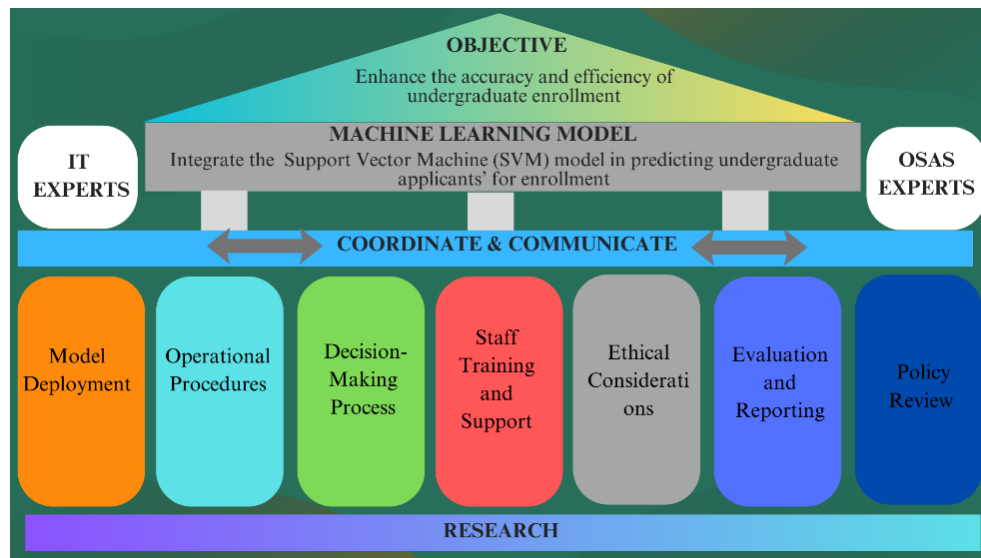 OBJECTIVE
Enhance the accuracy and efficiency of
undergraduate enrollment
MACHINE LEARNING MODEL
Integrate the Support Vector Machine (SVM) model in predicting undergraduate
applicants' for enrollment
IT
EXPERTS
OSAS
EXPERTS
COORDINATE & COMMUNICATE
Model
Deployment
Operational
Procedures
Decision-
Making
Process
Staff
Training
and
Support
Ethical
Considerati
ons
Evaluation
and
Reporting
Policy
Review
RESEARCH